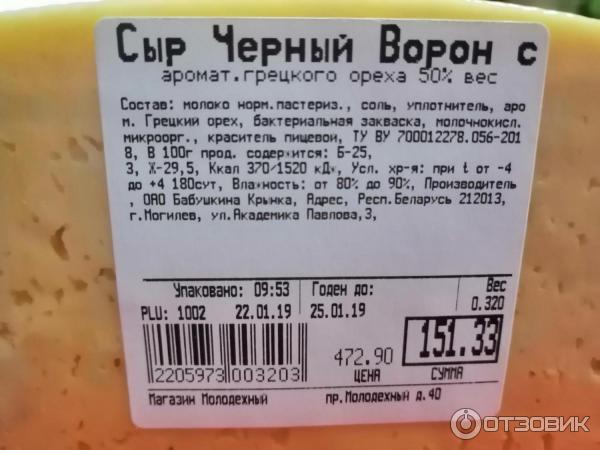 Сыр Черный Ворон с
аромат.грецкого ореха 50% вес
Состав: молоко норм.пастериз., соль, уплотнитель, аро
м. Грецкий орех, бактериальная закваска, молочнокисл.
микроорг., краситель пищевой, ТУ BY 700012278.056-201
8, В 100г прод. содержится: Б-25,
3, Ж-29,5, Ккал 370/1520 кДж, Усл. хр-я: при t от -4
до +4 180сут, Влажность: от 80% до 90%, Производитель
, ОАО Бабушкина Крынка, Адрес, Респ.Беларусь 212013,
г.Могилев, ул.Академика Павлова,3,
Упаковано: 09:53 Годен до: Вес
PLU: 1002 22.01.19 25.01.19 0.320
472.90 151.33
2205973 003203 ЦЕНА СУММА
Магазин Молодежный пр.Молодежный д.40
ОТЗОВИК